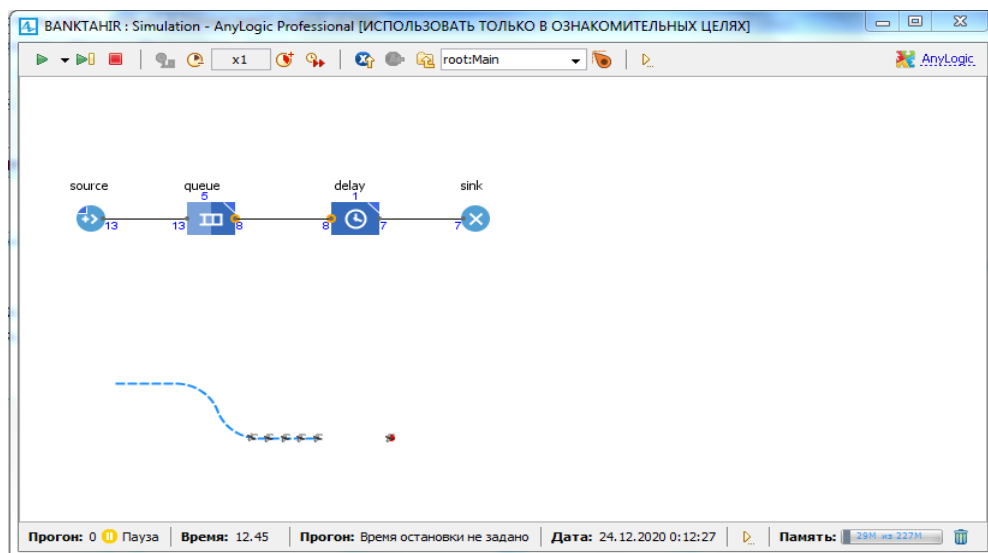 BANKTAHIR : Simulation - AnyLogic Professional [ИСПОЛЬЗОВАТЬ ТОЛЬКО В ОЗНАКОМИТЕЛЬНЫХ ЦЕЛЯХ]
x1 root:Main AnyLogic
source queue delay sink
5 1
13 13 8 8 7 7
Прогон: 0 Пауза Время: 12.45 Прогон: Время остановки не задано Дата: 24.12.2020 0:12:27 Память: 29M из 227M